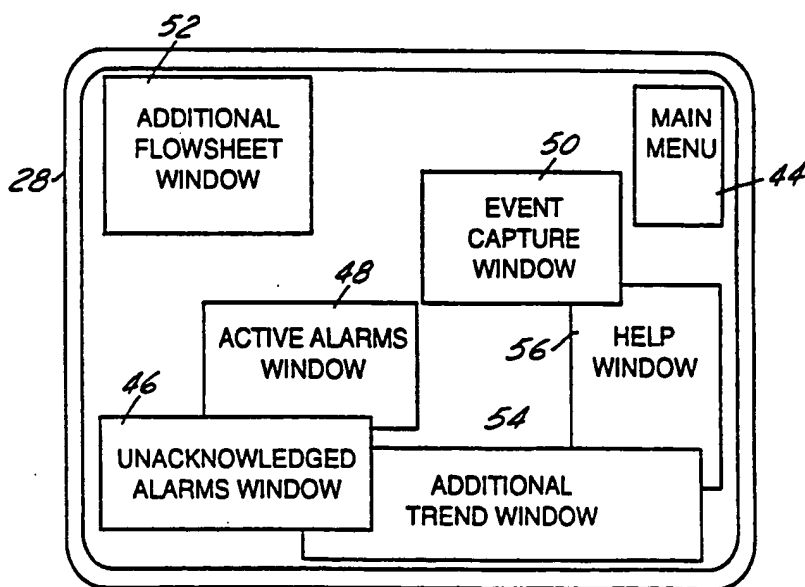 52
ADDITIONAL
FLOWSHEET
WINDOW
MAIN
MENU
50
28
44
EVENT
CAPTURE
WINDOW
48
ACTIVE ALARMS
WINDOW
56
HELP
WINDOW
46
54
UNACKNOWLEDGED
ALARMS WINDOW
ADDITIONAL
TREND WINDOW